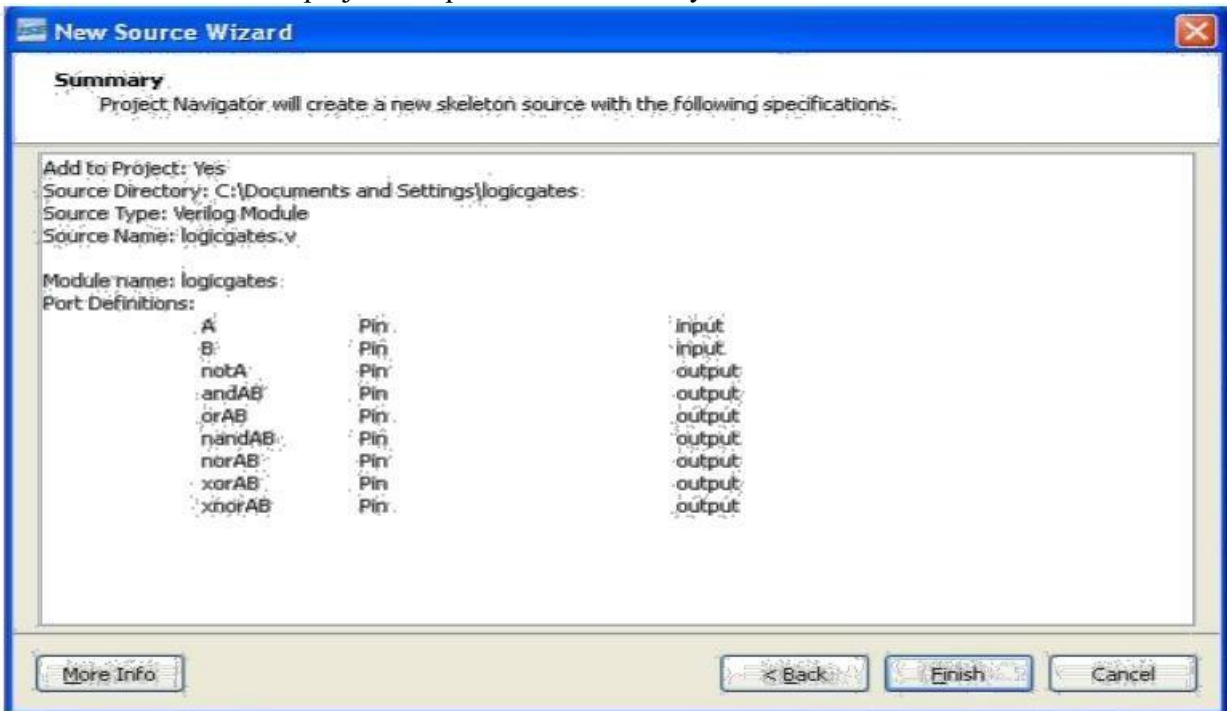 New Source Wizard
Summary
Project Navigator will create a new skeleton source with the following specifications.
Add to Project: Yes
Source Directory: C:\Documents and Settings\logicgates
Source Type: Verilog Module
Source Name: logicgates.v
Module name: logicgates
Port Definitions:
A Pin input
B Pin input
notA Pin output
andAB Pin output
orAB Pin output
nandAB Pin output
norAB Pin output
xorAB Pin output
xnorAB Pin output
More Info < Back Finish Cancel